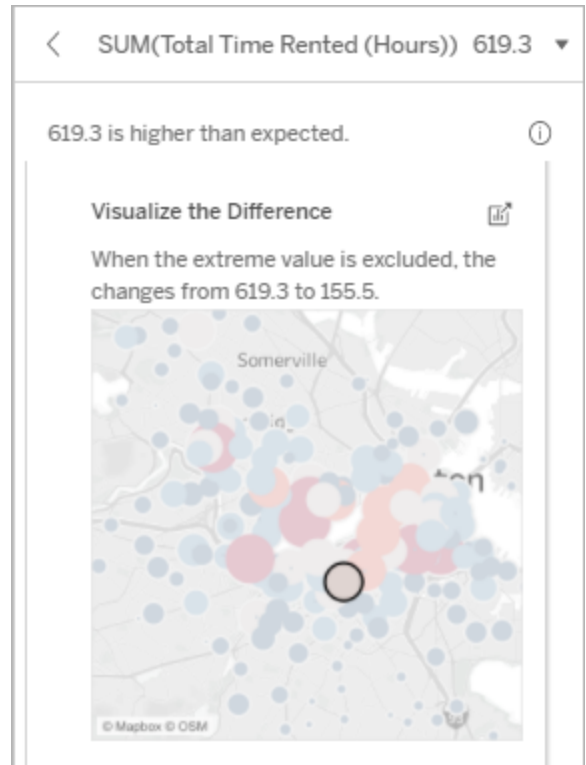 SUM(Total Time Rented (Hours)) 619.3
619.3 is higher than expected.
Visualize the Difference
When the extreme value is excluded, the
changes from 619.3 to 155.5.
Somerville
ton
© Mapbox © OSM